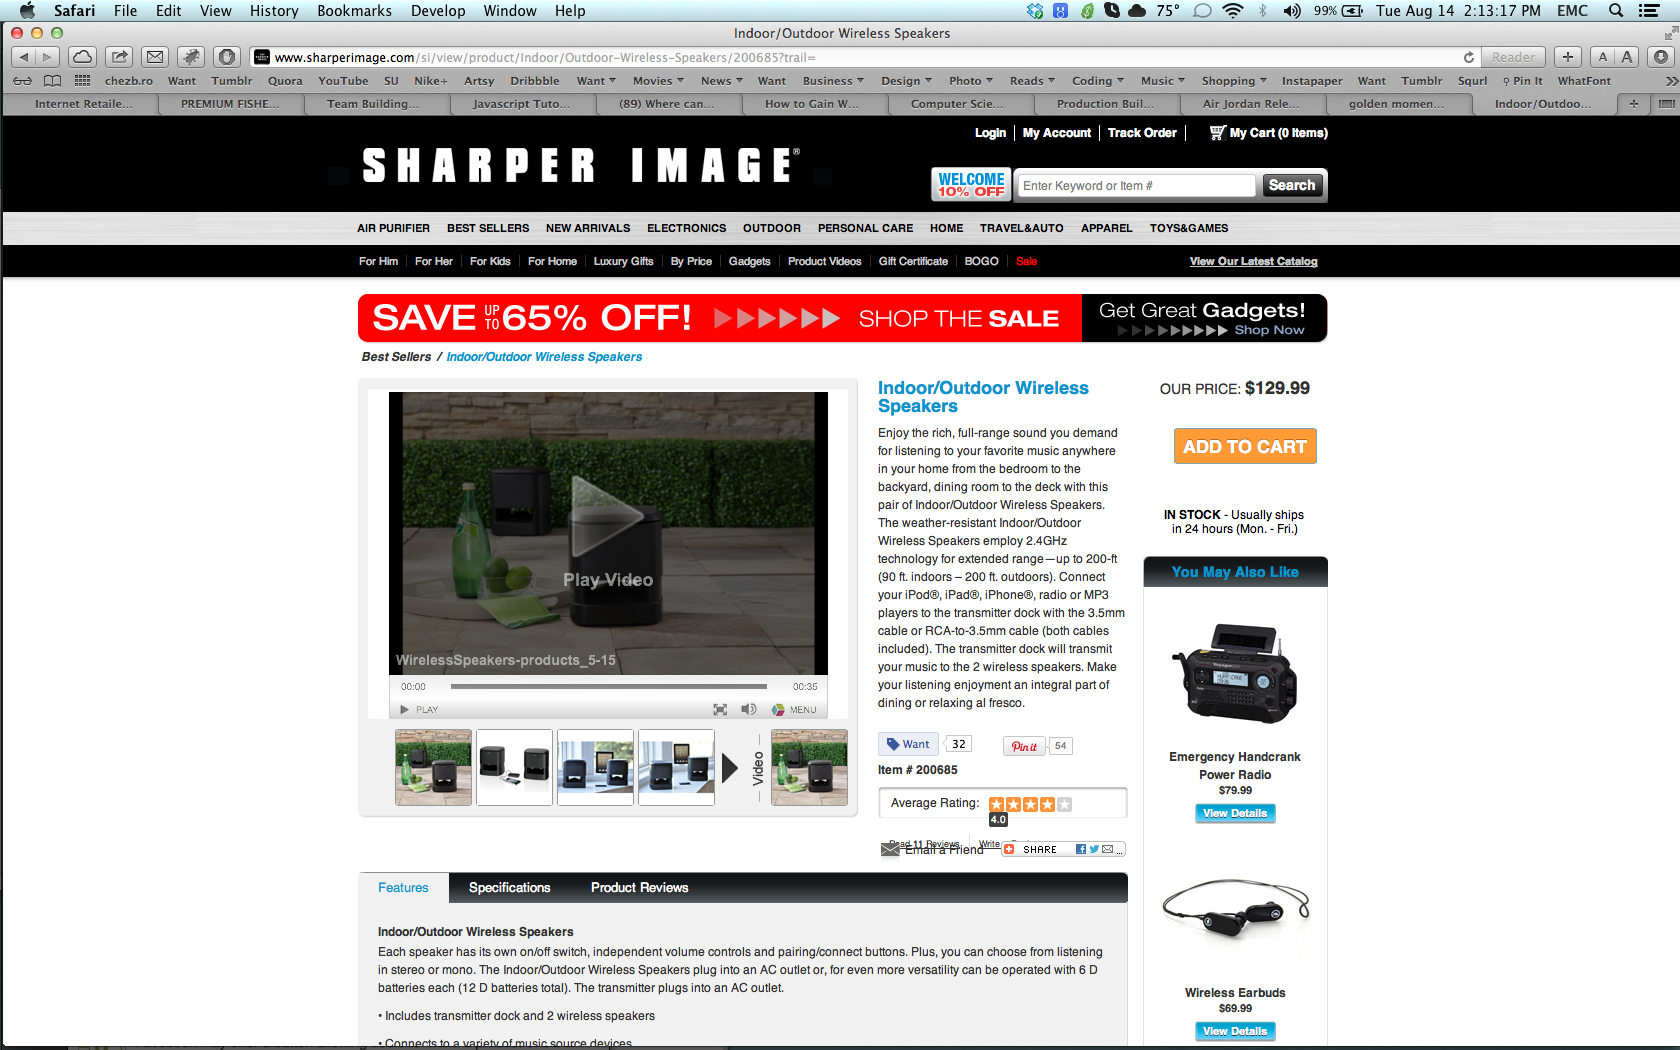 Safari File Edit View History Bookmarks Develop Window Help
75° 99% Tue Aug 14 2:13:17 PM EMC
Indoor/Outdoor Wireless Speakers
www.sharperimage.com/si/view/product/Indoor/Outdoor-Wireless-Speakers/200685?trail=
Reader + A A
chezb.ro Want Tumblr Quora YouTube SU Nike+ Artsy Dribbble Want Movies News Want Business Design Photo Reads Coding Music Shopping Instapaper Want Tumblr Squrl Pin It WhatFont
Internet Retaile... PREMIUM FISHE... Team Building... Javascript Tuto... (89) Where can... How to Gain W... Computer Scie... Production Buil... Air Jordan Rele... golden momen... Indoor/Outdoo...
Login My Account Track Order My Cart (0 Items)
SHARPER IMAGE®
WELCOME
10% OFF
Enter Keyword or Item #
Search
AIR PURIFIER BEST SELLERS NEW ARRIVALS ELECTRONICS OUTDOOR PERSONAL CARE HOME TRAVEL&AUTO APPAREL TOYS&GAMES
For Him For Her For Kids For Home Luxury Gifts By Price Gadgets Product Videos Gift Certificate BOGO Sale View Our Latest Catalog
SAVE UP TO 65% OFF! SHOP THE SALE
Get Great Gadgets!
Shop Now
Best Sellers / Indoor/Outdoor Wireless Speakers
Play Video
WirelessSpeakers-products_5-15
00:00 00:35
PLAY MENU
Video
Indoor/Outdoor Wireless
Speakers
Enjoy the rich, full-range sound you demand
for listening to your favorite music anywhere
in your home from the bedroom to the
backyard, dining room to the deck with this
pair of Indoor/Outdoor Wireless Speakers.
The weather-resistant Indoor/Outdoor
Wireless Speakers employ 2.4GHz
technology for extended range—up to 200-ft
(90 ft. indoors – 200 ft. outdoors). Connect
your iPod®, iPad®, iPhone®, radio or MP3
players to the transmitter dock with the 3.5mm
cable or RCA-to-3.5mm cable (both cables
included). The transmitter dock will transmit
your music to the 2 wireless speakers. Make
your listening enjoyment an integral part of
dining or relaxing al fresco.
Want 32 Pin it 54
Item # 200685
Average Rating:
4.0
Read 11 Reviews Write
Email a Friend SHARE
OUR PRICE: $129.99
ADD TO CART
IN STOCK - Usually ships
in 24 hours (Mon. - Fri.)
You May Also Like
Emergency Handcrank
Power Radio
$79.99
View Details
Wireless Earbuds
$69.99
View Details
Features Specifications Product Reviews
Indoor/Outdoor Wireless Speakers
Each speaker has its own on/off switch, independent volume controls and pairing/connect buttons. Plus, you can choose from listening
in stereo or mono. The Indoor/Outdoor Wireless Speakers plug into an AC outlet or, for even more versatility can be operated with 6 D
batteries each (12 D batteries total). The transmitter plugs into an AC outlet.
• Includes transmitter dock and 2 wireless speakers
• Connects to a variety of music source devices